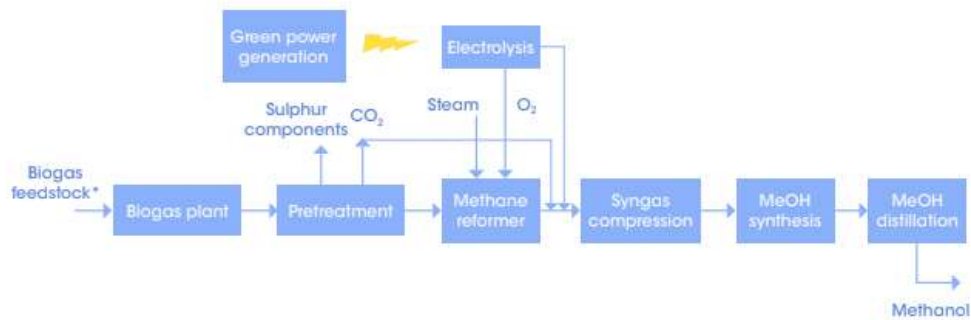 Green power
generation
Electrolysis
Sulphur
components
CO₂
Steam
O₂
Biogas
feedstock*
Biogas plant
Pretreatment
Methane
reformer
Syngas
compression
MeOH
synthesis
MeOH
distillation
Methanol